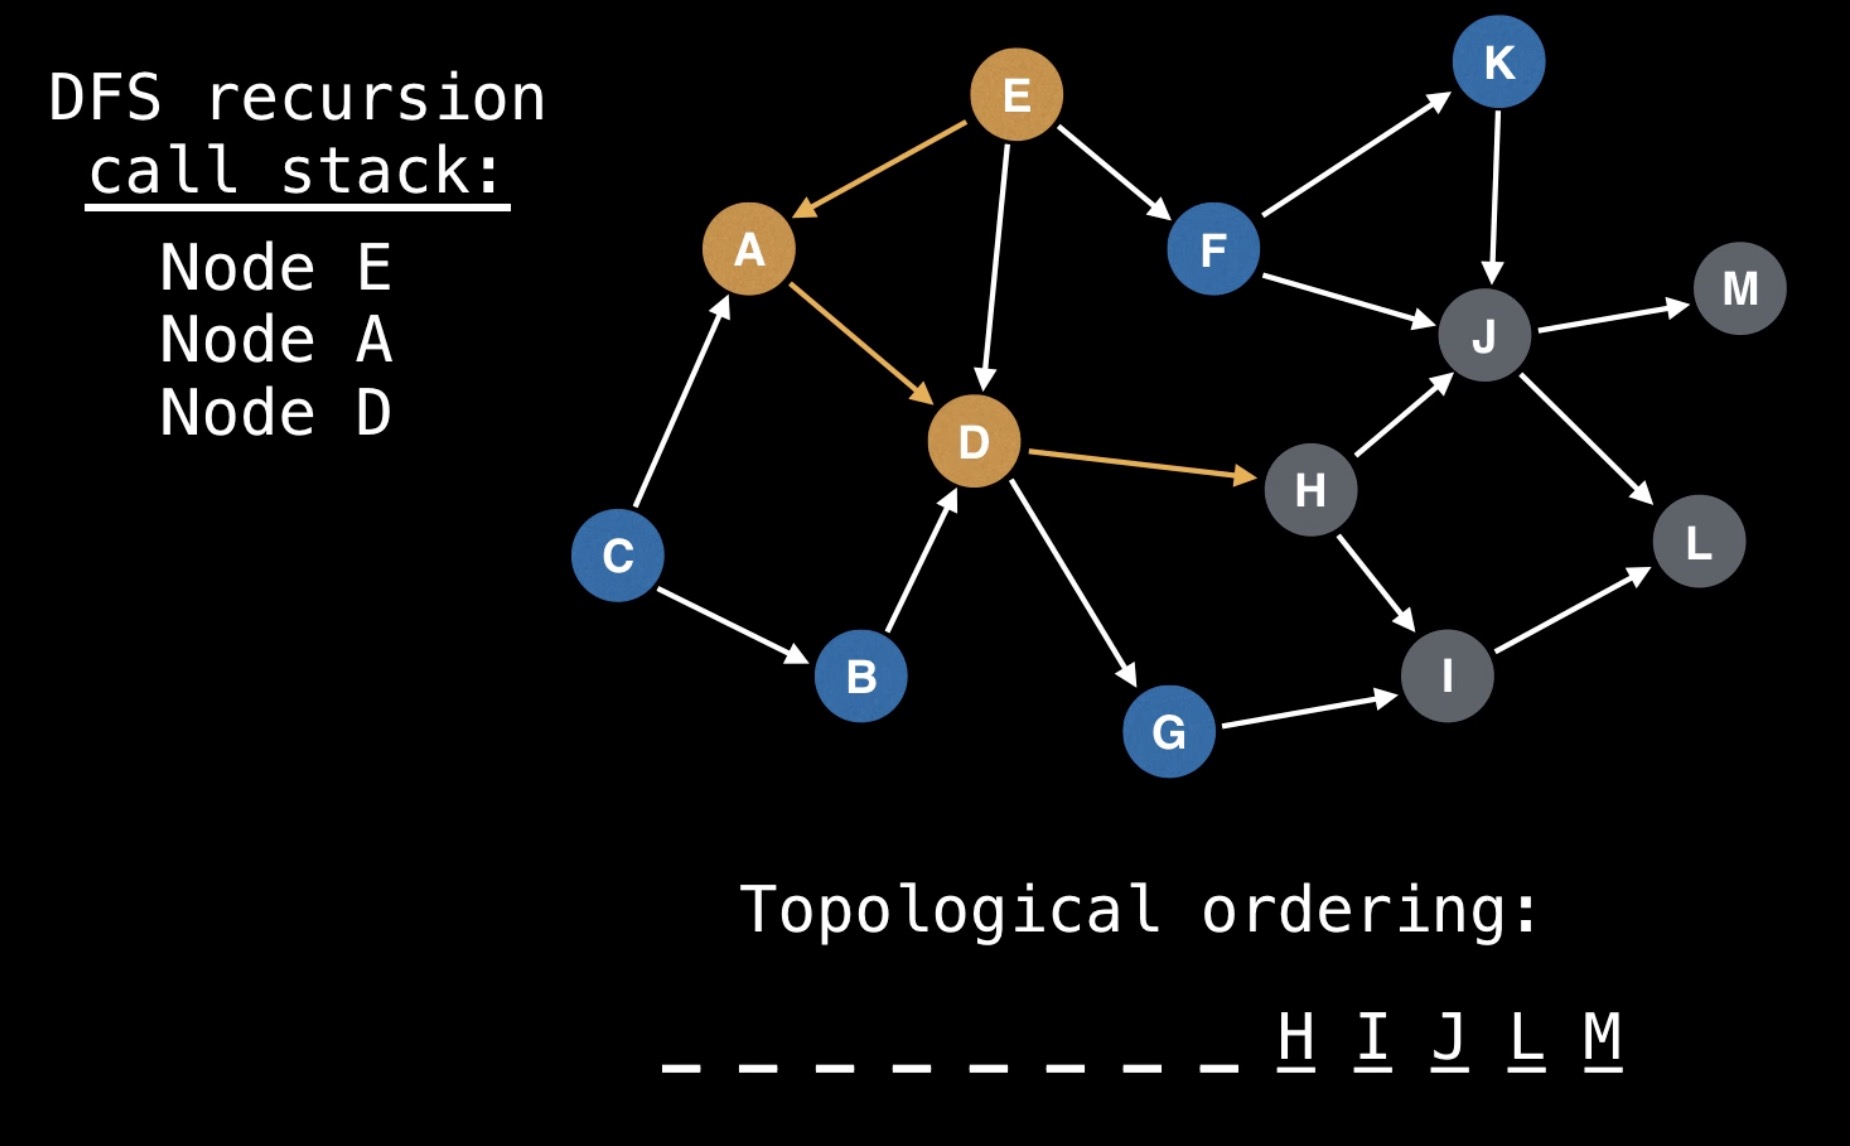 DFS recursion
call stack:
Node E
Node A
Node D
E
K
A
F
M
J
D
H
C
L
B
I
G
Topological ordering:
_ _ _ _ _ _ _ _ H I J L M